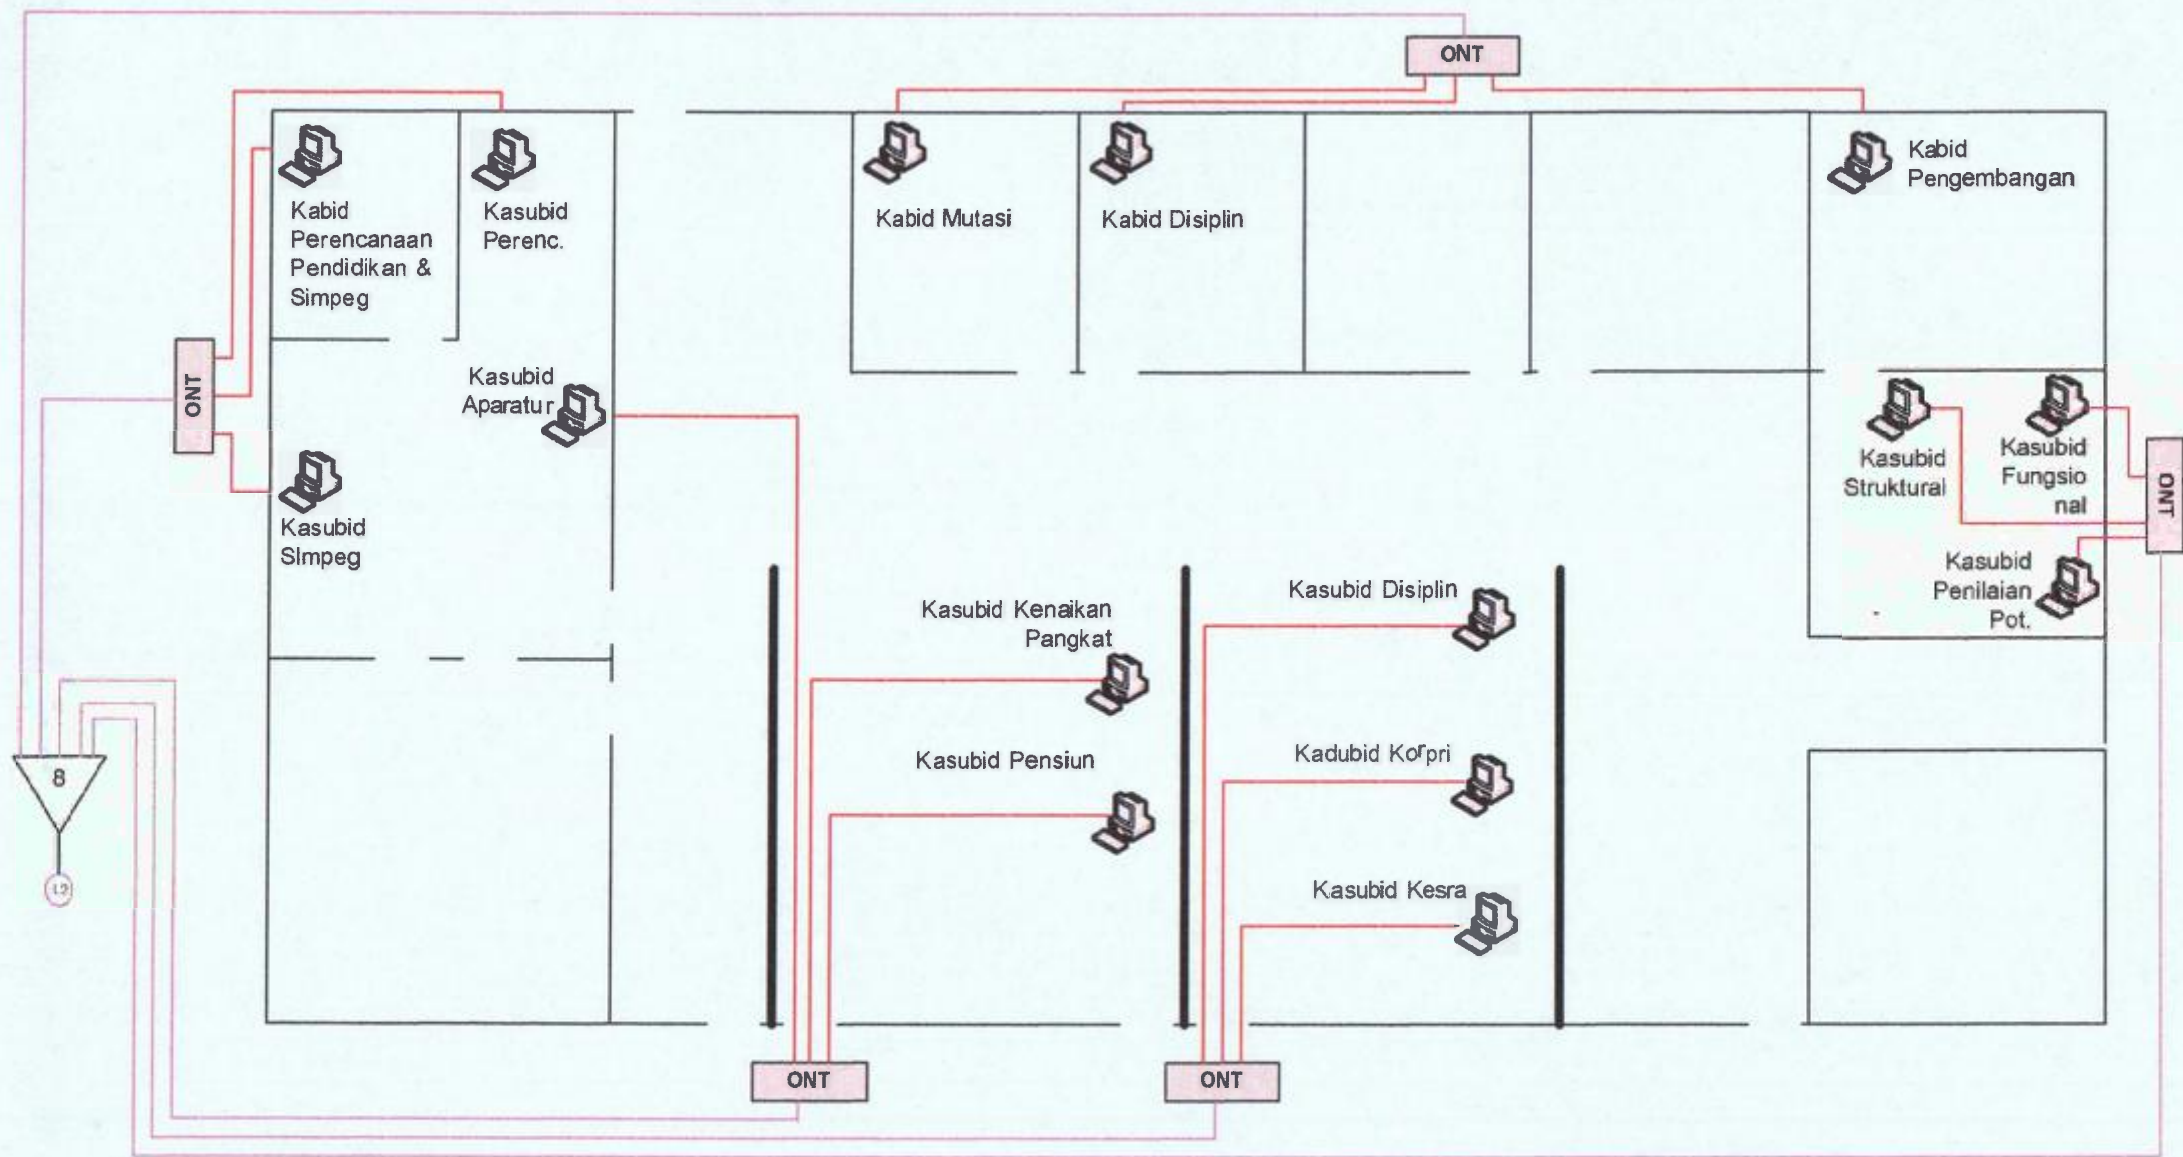 ONT
Kabid
Perencanaan
Pendidikan &
Simpeg
Kasubid
Perenc.
Kabid Mutasi
Kabid Disiplin
Kabid
Pengembangan
ONT
Kasubid
Aparatur
Kasubid
SImpeg
Kasubid
Struktural
Kasubid
Fungsio
nal
ONT
Kasubid
Penilaian
Pot.
Kasubid Kenaikan
Pangkat
Kasubid Disiplin
Kasubid Pensiun
Kadubid Korpri
Kasubid Kesra
8
ONT
ONT